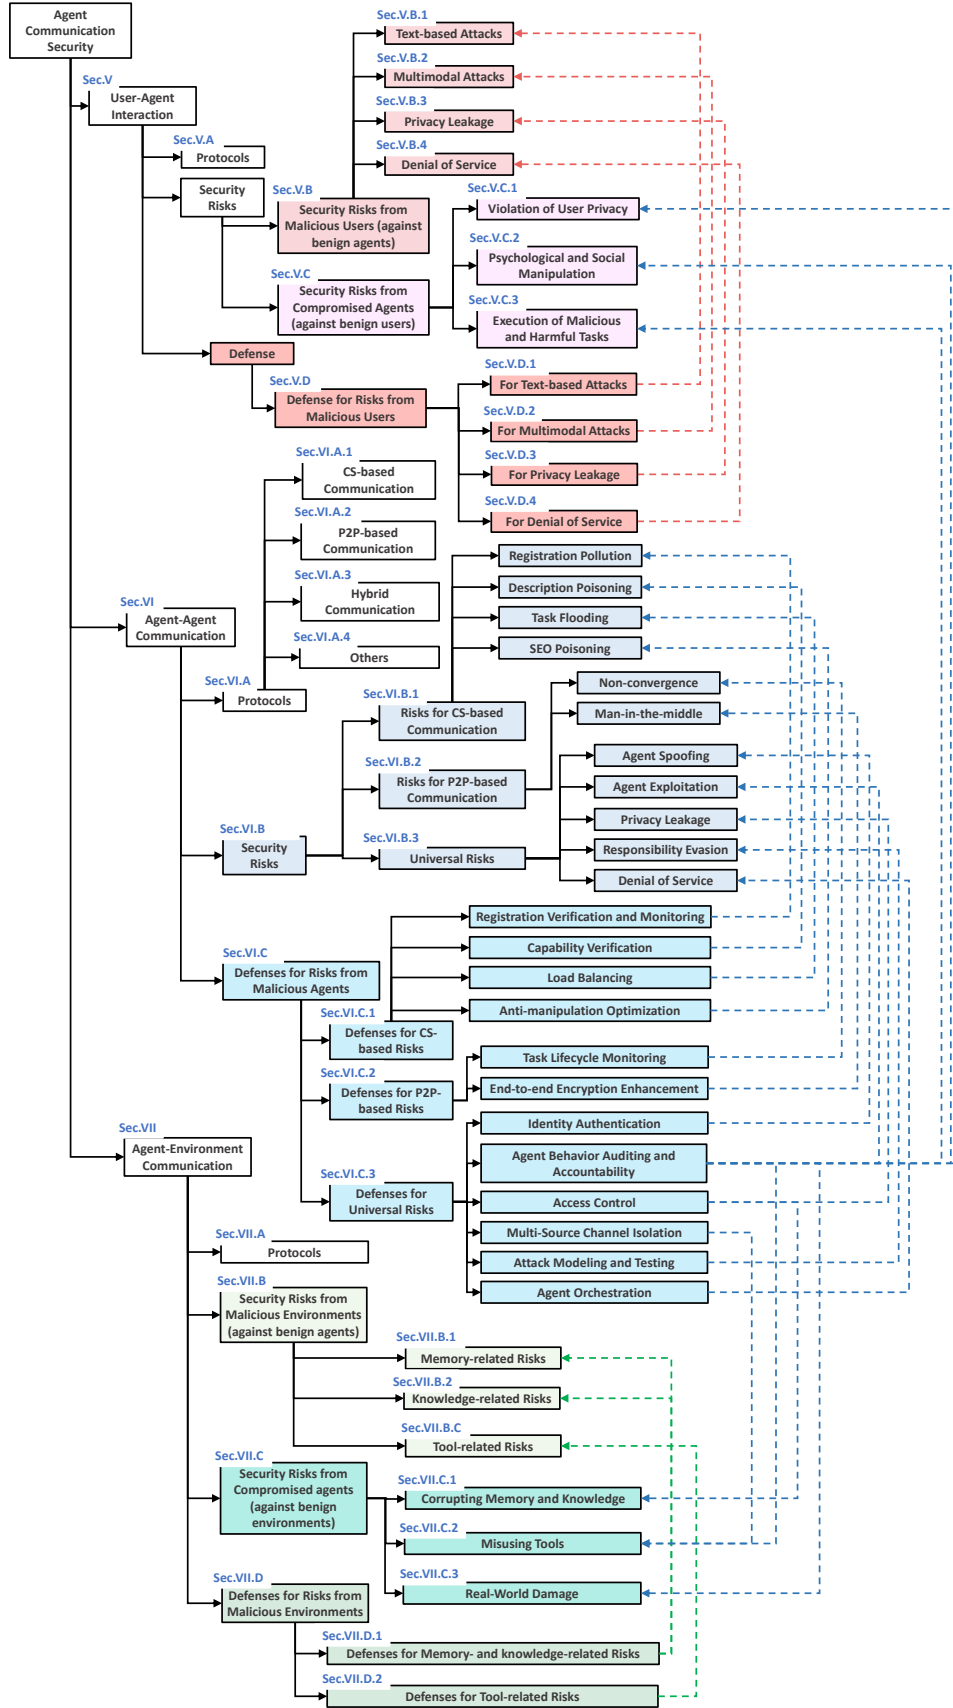 Agent
Communication
Security
Sec.V
User-Agent
Interaction
Sec.V.A
Protocols
Security
Risks
Sec.V.B
Security Risks from
Malicious Users (against
benign agents)
Sec.V.B.1
Text-based Attacks
Sec.V.B.2
Multimodal Attacks
Sec.V.B.3
Privacy Leakage
Sec.V.B.4
Denial of Service
Sec.V.C
Security Risks from
Compromised Agents
(against benign users)
Sec.V.C.1
Violation of User Privacy
Sec.V.C.2
Psychological and Social
Manipulation
Sec.V.C.3
Execution of Malicious
and Harmful Tasks
Defense
Sec.V.D
Defense for Risks from
Malicious Users
Sec.V.D.1
For Text-based Attacks
Sec.V.D.2
For Multimodal Attacks
Sec.V.D.3
For Privacy Leakage
Sec.V.D.4
For Denial of Service
Sec.VI
Agent-Agent
Communication
Sec.VI.A
Protocols
Sec.VI.A.1
CS-based
Communication
Sec.VI.A.2
P2P-based
Communication
Sec.VI.A.3
Hybrid
Communication
Sec.VI.A.4
Others
Sec.VI.B
Security
Risks
Sec.VI.B.1
Risks for CS-based
Communication
Registration Pollution
Description Poisoning
Task Flooding
SEO Poisoning
Sec.VI.B.2
Risks for P2P-based
Communication
Non-convergence
Man-in-the-middle
Sec.VI.B.3
Universal Risks
Agent Spoofing
Agent Exploitation
Privacy Leakage
Responsibility Evasion
Denial of Service
Sec.VI.C
Defenses for Risks from
Malicious Agents
Sec.VI.C.1
Defenses for CS-
based Risks
Registration Verification and Monitoring
Capability Verification
Load Balancing
Anti-manipulation Optimization
Sec.VI.C.2
Defenses for P2P-
based Risks
Task Lifecycle Monitoring
End-to-end Encryption Enhancement
Sec.VI.C.3
Defenses for
Universal Risks
Identity Authentication
Agent Behavior Auditing and
Accountability
Access Control
Multi-Source Channel Isolation
Attack Modeling and Testing
Agent Orchestration
Sec.VII
Agent-Environment
Communication
Sec.VII.A
Protocols
Sec.VII.B
Security Risks from
Malicious Environments
(against benign agents)
Sec.VII.B.1
Memory-related Risks
Sec.VII.B.2
Knowledge-related Risks
Sec.VII.B.C
Tool-related Risks
Sec.VII.C
Security Risks from
Compromised agents
(against benign
environments)
Sec.VII.C.1
Corrupting Memory and Knowledge
Sec.VII.C.2
Misusing Tools
Sec.VII.C.3
Real-World Damage
Sec.VII.D
Defenses for Risks from
Malicious Environments
Sec.VII.D.1
Defenses for Memory- and knowledge-related Risks
Sec.VII.D.2
Defenses for Tool-related Risks